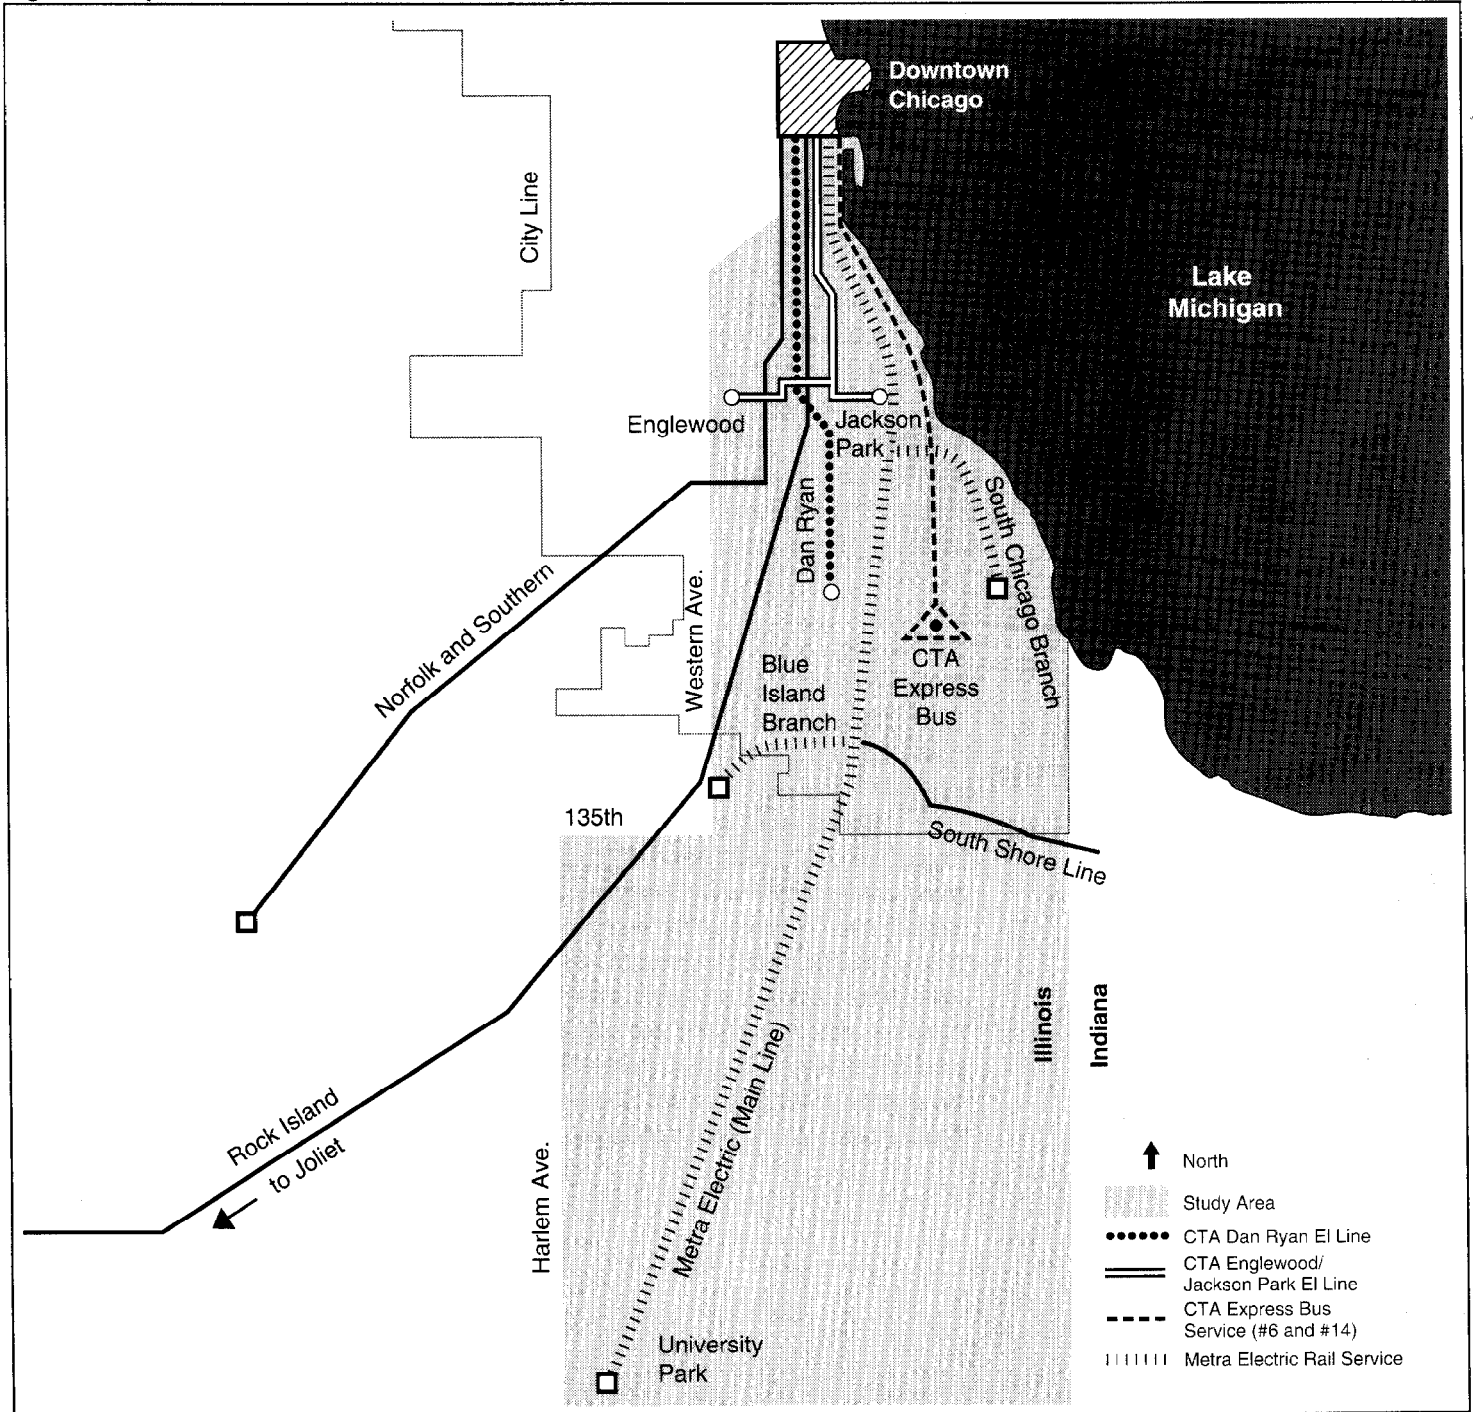 Downtown
Chicago
City Line
Lake
Michigan
Englewood
Jackson
Park
Dan Ryan
South Chicago Branch
Norfolk and Southern
Western Ave.
Blue
Island
Branch
CTA
Express
Bus
135th
South Shore Line
Illinois
Indiana
Metra Electric (Main Line)
Rock Island
to Joliet
Harlem Ave.
University
Park
North
Study Area
CTA Dan Ryan El Line
CTA Englewood/
Jackson Park El Line
CTA Express Bus
Service (#6 and #14)
Metra Electric Rail Service